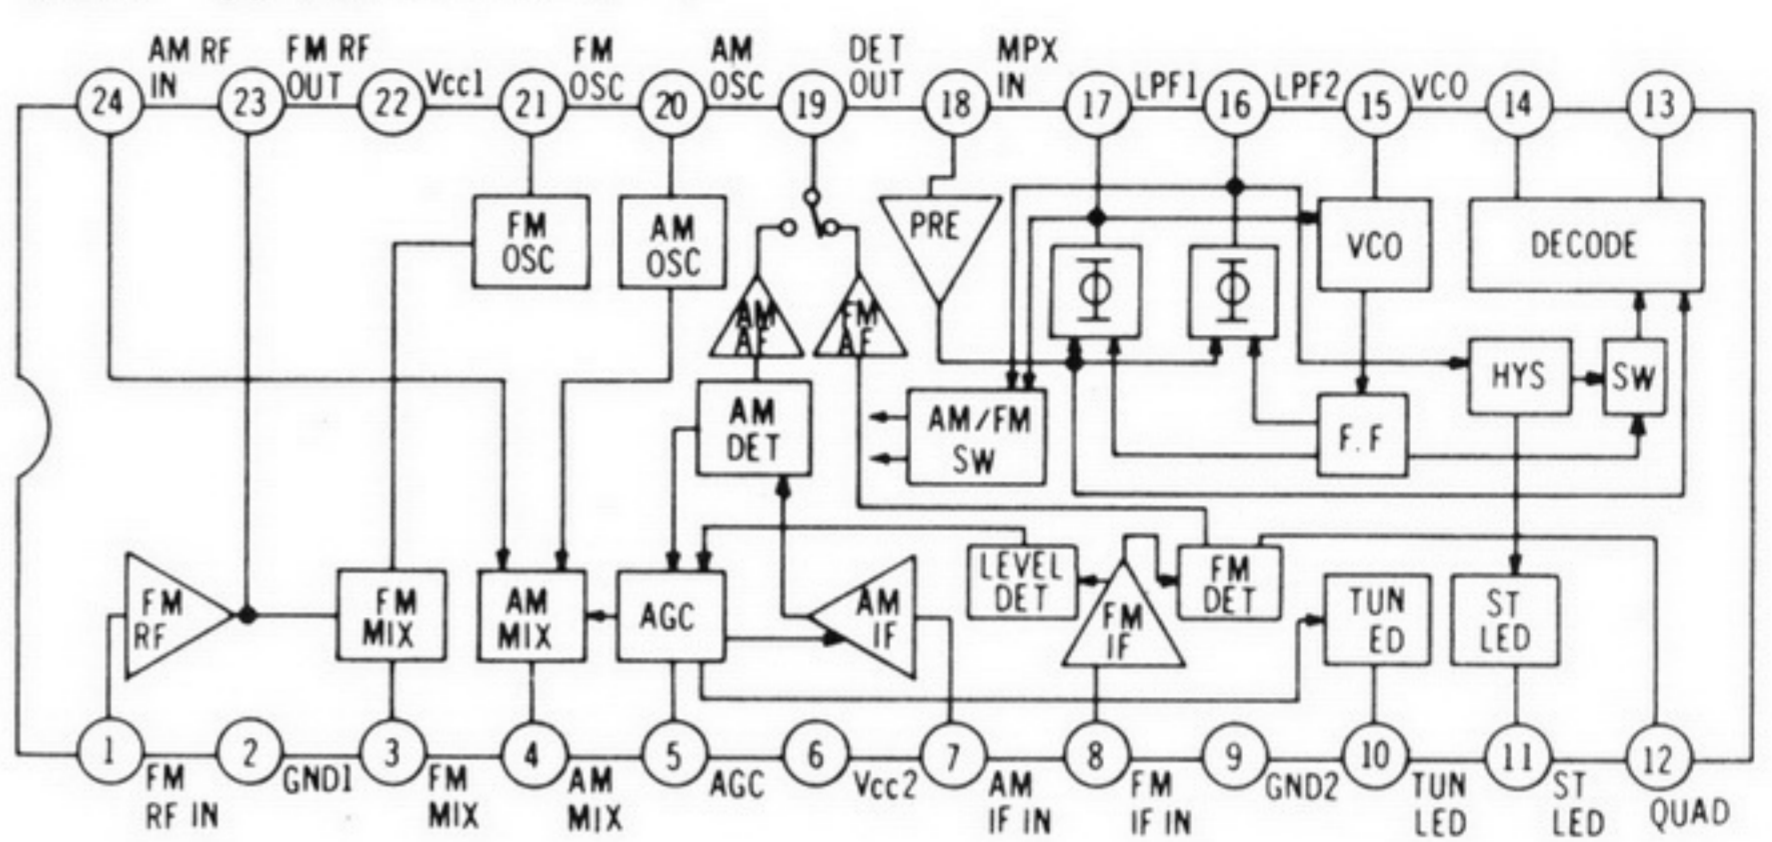 AM RF
IN
FM RF
OUT
Vcc1
FM
OSC
AM
OSC
DET
OUT
MPX
IN
LPF1
LPF2
VCO
24
23
22
21
20
19
18
17
16
15
14
13
FM
OSC
AM
OSC
PRE
VCO
DECODE
Φ
Φ
AM
AF
FM
AF
HYS
SW
AM
DET
AM/FM
SW
F.F
LEVEL
DET
FM
DET
FM
RF
FM
MIX
AM
MIX
AGC
AM
IF
FM
IF
TUN
ED
ST
LED
1
2
3
4
5
6
7
8
9
10
11
12
FM
RF IN
GND1
FM
MIX
AM
MIX
AGC
Vcc2
AM
IF IN
FM
IF IN
GND2
TUN
LED
ST
LED
QUAD